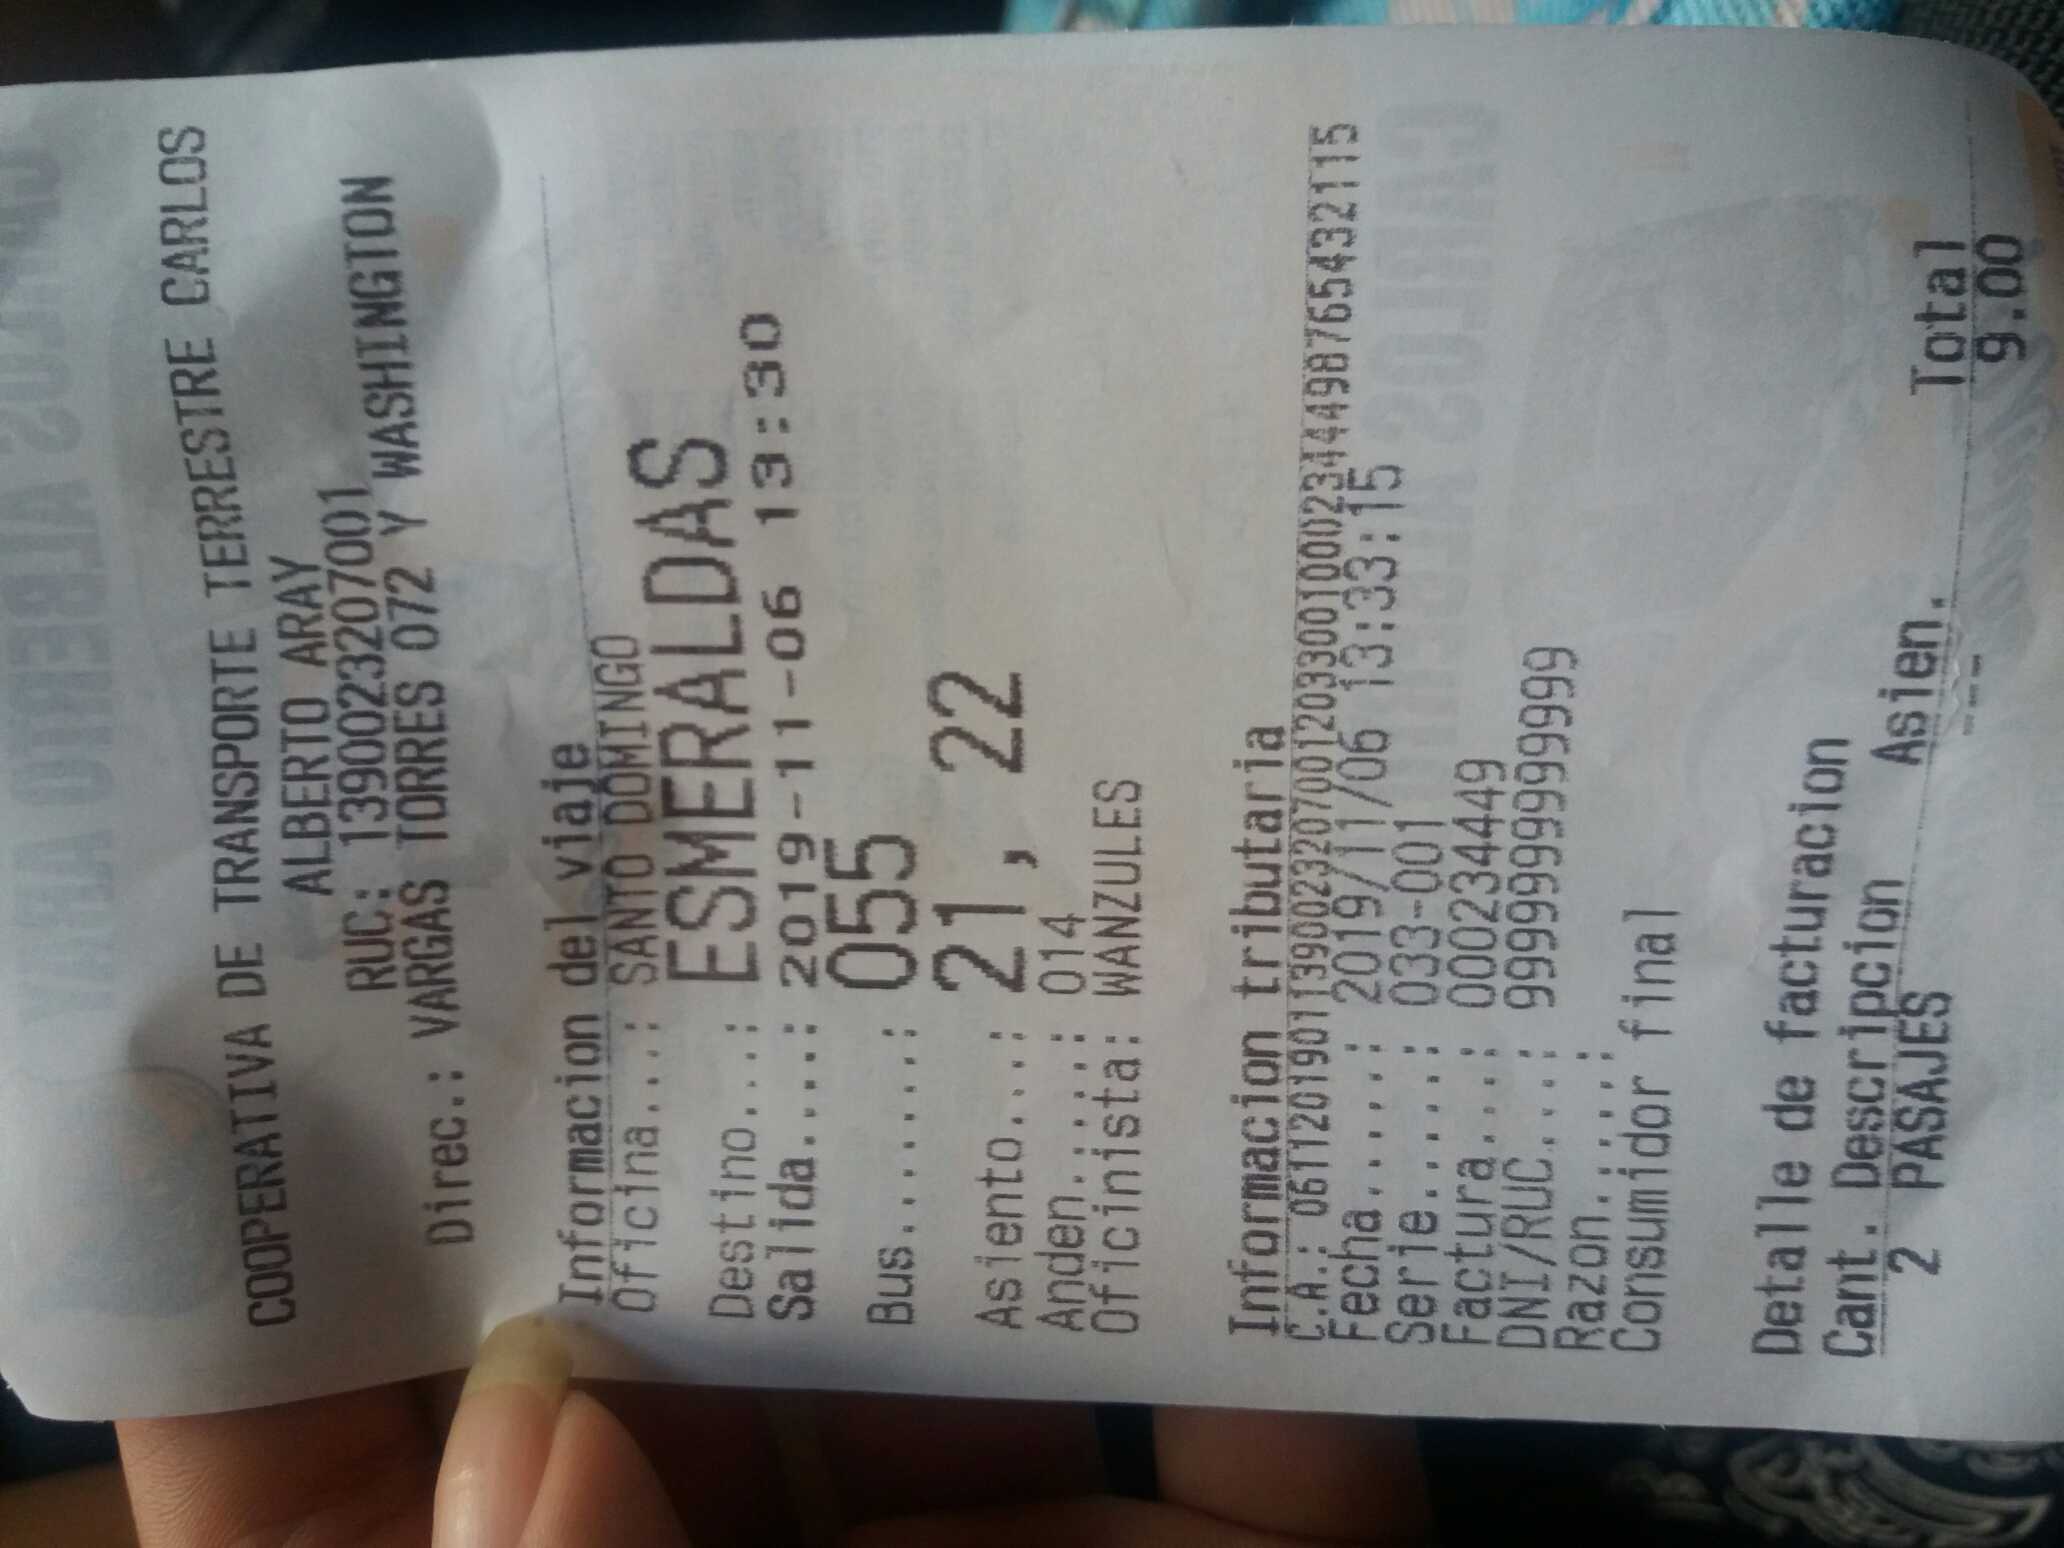 COOPERATIVA DE TRANSPORTE TERRESTRE CARLOS
ALBERTO ARAY
RUC: 1390023207001
Direc.: VARGAS TORRES 072 Y WASHINGTON
Informacion del viaje
Oficina...: SANTO DOMINGO
Destino...: ESMERALDAS
Salida....: 2019-11-06 13:30
Bus.......: 055
Asiento...: 21, 22
Anden.....: 014
Oficinista: WANZULES
Informacion tributaria
C.A.: 0611201901139002320700120330010002344498765432115
Fecha.....: 2019/11/06 13:33:15
Serie.....: 033-001
Factura...: 000234449
DNI/RUC...: 9999999999999
Razon.....:
Consumidor final
Detalle de facturacion
Cant. Descripcion Asien. Total
2 PASAJES --- 9.00